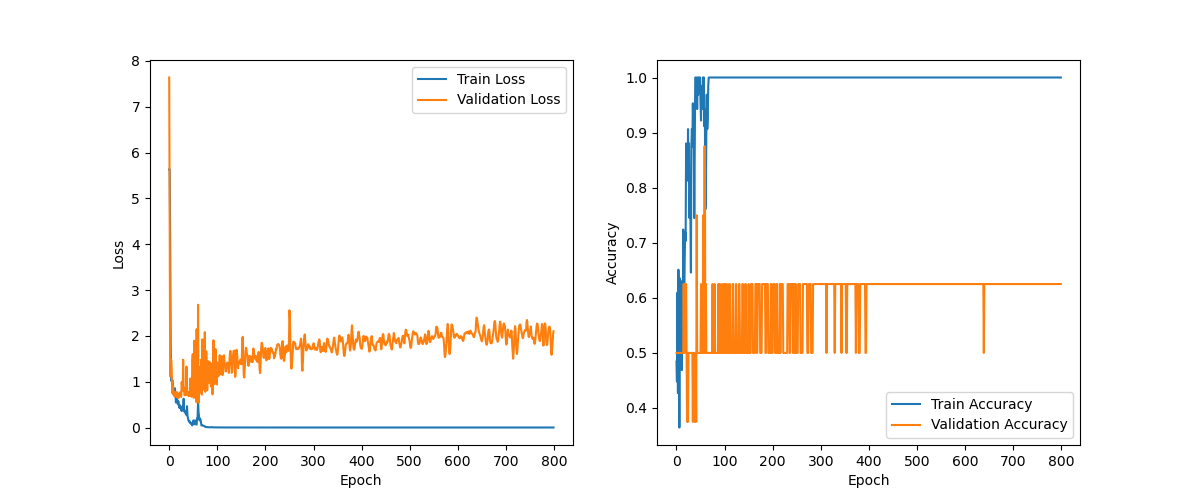 8
7
6
5
4
3
2
1
0
Loss
0 100 200 300 400 500 600 700 800
Epoch
Train Loss
Validation Loss
1.0
0.9
0.8
0.7
0.6
0.5
0.4
Accuracy
0 100 200 300 400 500 600 700 800
Epoch
Train Accuracy
Validation Accuracy